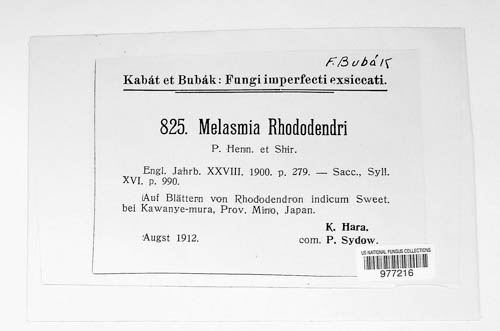 F. Bubák
Kabát et Bubák: Fungi imperfecti exsiccati.
825. Melasmia Rhododendri
P. Henn. et Shir.
Engl. Jahrb. XXVIII. 1900. p. 279. — Sacc., Syll.
XVI. p. 990.
Auf Blättern von Rhododendron indicum Sweet.
bei Kawanye-mura, Prov. Mino, Japan.
K. Hara.
Augst 1912.
com. P. Sydow.
US NATIONAL FUNGUS COLLECTIONS
977216